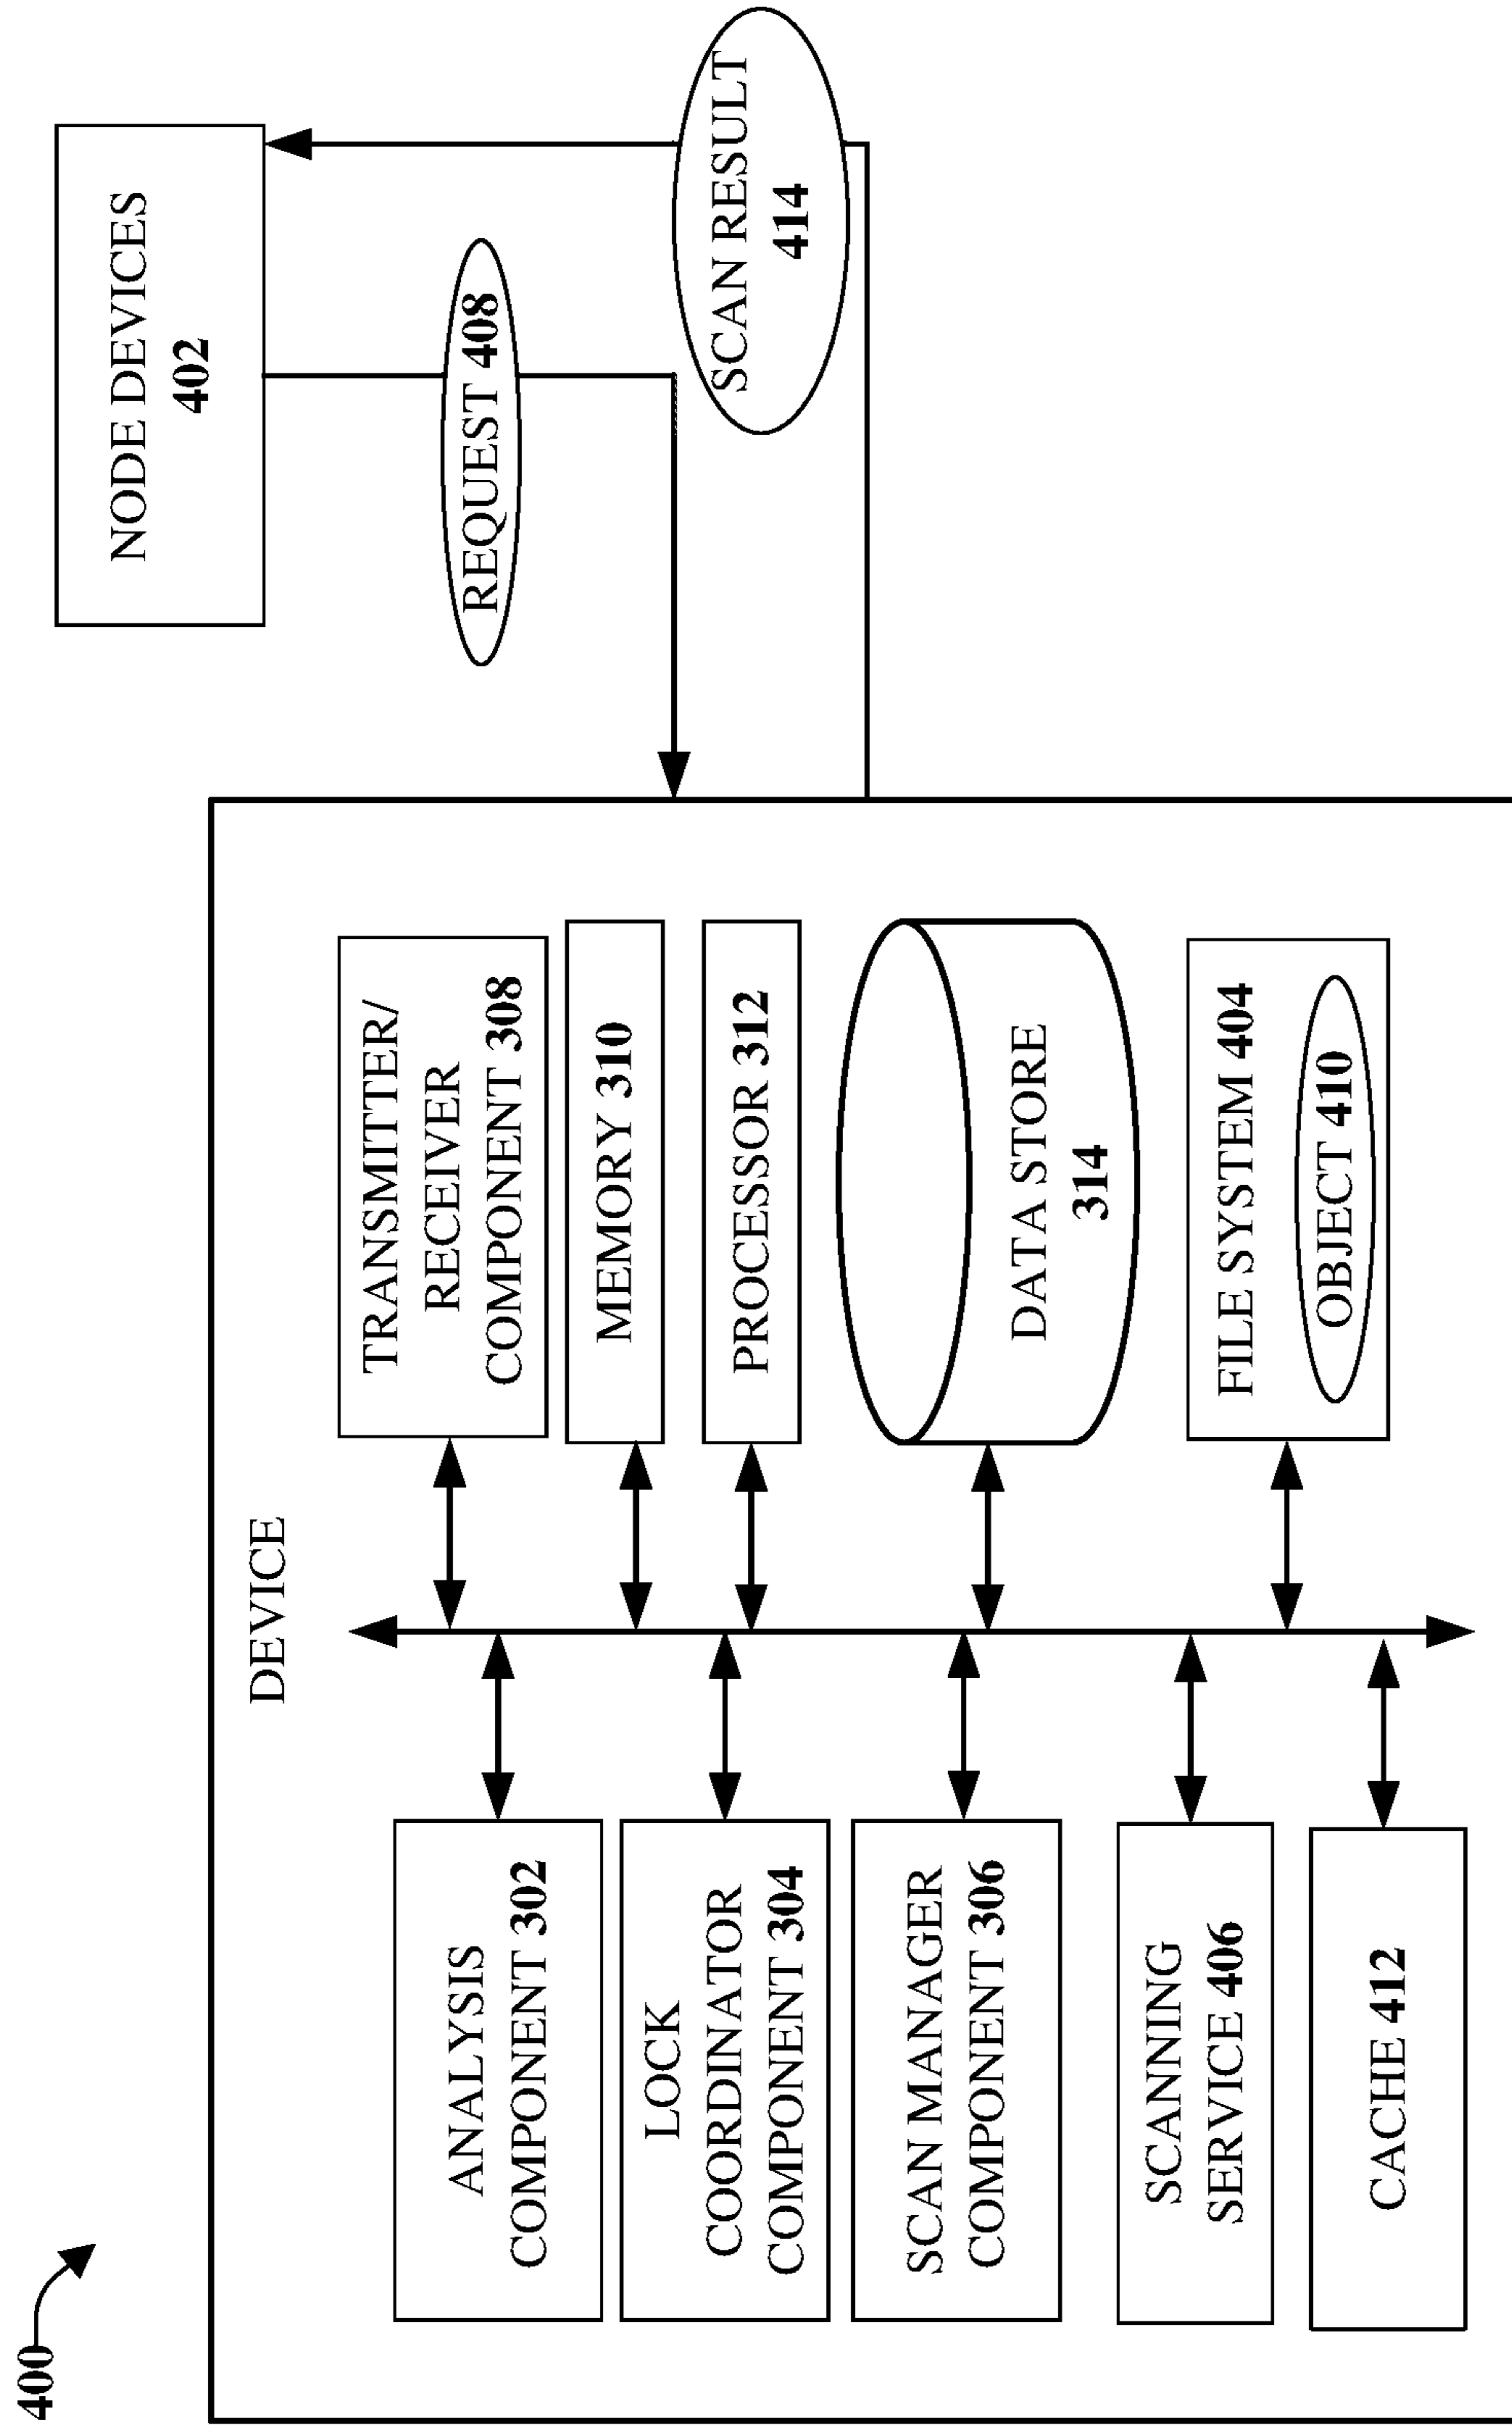 400
DEVICE
ANALYSIS
COMPONENT 302
LOCK
COORDINATOR
COMPONENT 304
SCAN MANAGER
COMPONENT 306
SCANNING
SERVICE 406
CACHE 412
TRANSMITTER/
RECEIVER
COMPONENT 308
MEMORY 310
PROCESSOR 312
DATA STORE
314
FILE SYSTEM 404
OBJECT 410
NODE DEVICES
402
REQUEST 408
SCAN RESULT
414